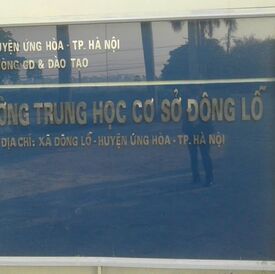 HUYỆN ỨNG HÒA - TP. HÀ NỘI
ÒNG GD & ĐÀO TẠO
ỜNG TRUNG HỌC CƠ SỞ ĐÔNG LỖ
ĐỊA CHỈ: XÃ ĐÔNG LỖ - HUYỆN ỨNG HÒA - TP. HÀ NỘI